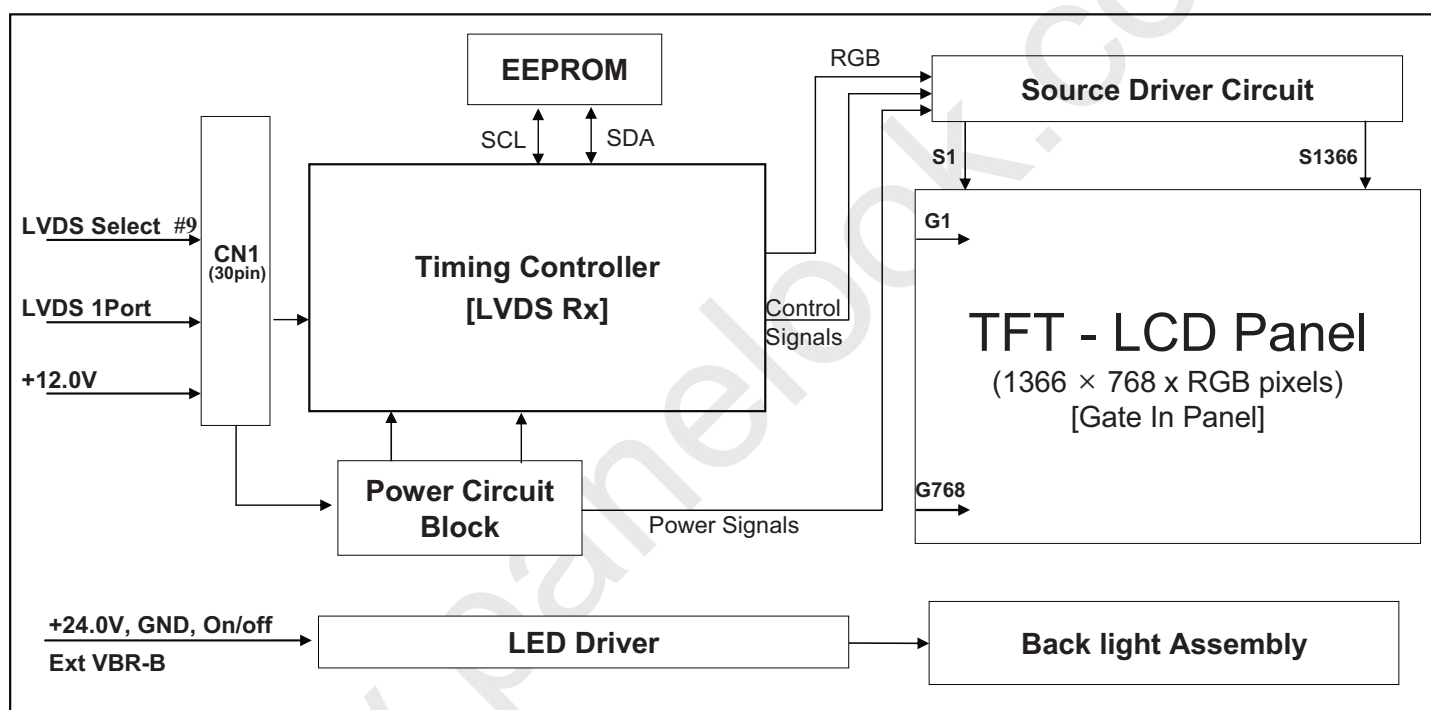 EEPROM
SCL
SDA
RGB
Source Driver Circuit
S1
S1366
LVDS Select #9
LVDS 1Port
+12.0V
CN1
(30pin)
Timing Controller
[LVDS Rx]
Control
Signals
G1
TFT - LCD Panel
(1366 × 768 x RGB pixels)
[Gate In Panel]
G768
Power Circuit
Block
Power Signals
+24.0V, GND, On/off
Ext VBR-B
LED Driver
Back light Assembly
panelook.co